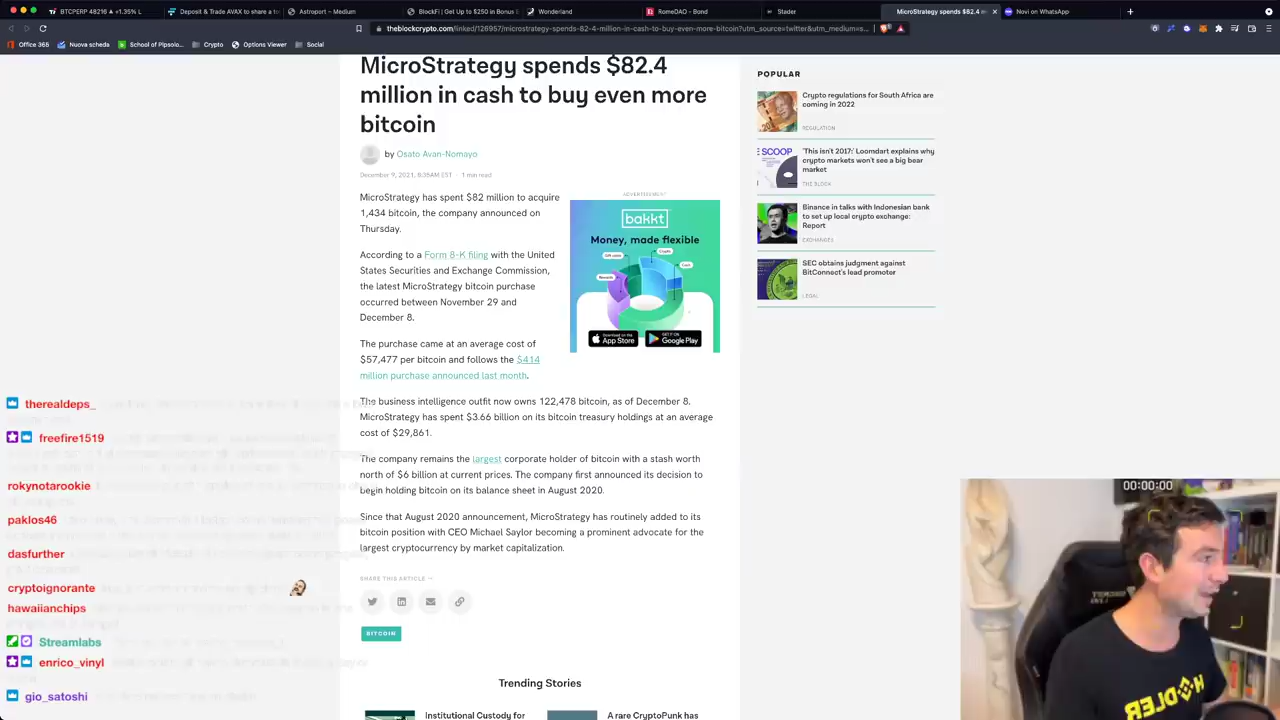 BTCPERP 48216 ▲ +1.35% L
Deposit & Trade AVAX to share a to
Astroport – Medium
BlockFi | Get Up to $250 in Bonus
Wonderland
RomeDAO – Bond
Stader
MicroStrategy spends $82.4 m
Novi on WhatsApp
theblockcrypto.com/linked/126957/microstrategy-spends-82-4-million-in-cash-to-buy-even-more-bitcoin?utm_source=twitter&utm_medium=s...
Office 365
Nuova scheda
School of Pipsolo...
Crypto
Options Viewer
Social
MicroStrategy spends $82.4
million in cash to buy even more
bitcoin
by Osato Avan-Nomayo
December 9, 2021, 8:35AM EST · 1 min read
MicroStrategy has spent $82 million to acquire
1,434 bitcoin, the company announced on
Thursday.
According to a Form 8-K filing with the United
States Securities and Exchange Commission,
the latest MicroStrategy bitcoin purchase
occurred between November 29 and
December 8.
The purchase came at an average cost of
$57,477 per bitcoin and follows the $414
million purchase announced last month.
The business intelligence outfit now owns 122,478 bitcoin, as of December 8.
MicroStrategy has spent $3.66 billion on its bitcoin treasury holdings at an average
cost of $29,861.
The company remains the largest corporate holder of bitcoin with a stash worth
north of $6 billion at current prices. The company first announced its decision to
begin holding bitcoin on its balance sheet in August 2020.
Since that August 2020 announcement, MicroStrategy has routinely added to its
bitcoin position with CEO Michael Saylor becoming a prominent advocate for the
largest cryptocurrency by market capitalization.
SHARE THIS ARTICLE
BITCOIN
Trending Stories
Institutional Custody for
A rare CryptoPunk has
ADVERTISEMENT
bakkt
Money, made flexible
Gift cards
Crypto
Cash
Rewards
Download on the
App Store
GET IT ON
Google Play
POPULAR
Crypto regulations for South Africa are
coming in 2022
REGULATION
SCOOP
'This isn't 2017:' Loomdart explains why
crypto markets won't see a big bear
market
THE BLOCK
Binance in talks with Indonesian bank
to set up local crypto exchange:
Report
EXCHANGES
SEC obtains judgment against
BitConnect's lead promoter
LEGAL
therealdeps_
freefire1519
rokynotarookie
paklos46
dasfurther
cryptoignorante
hawaiianchips
Streamlabs
enrico_vinyl
gio_satoshi
00:00:00
HODLER